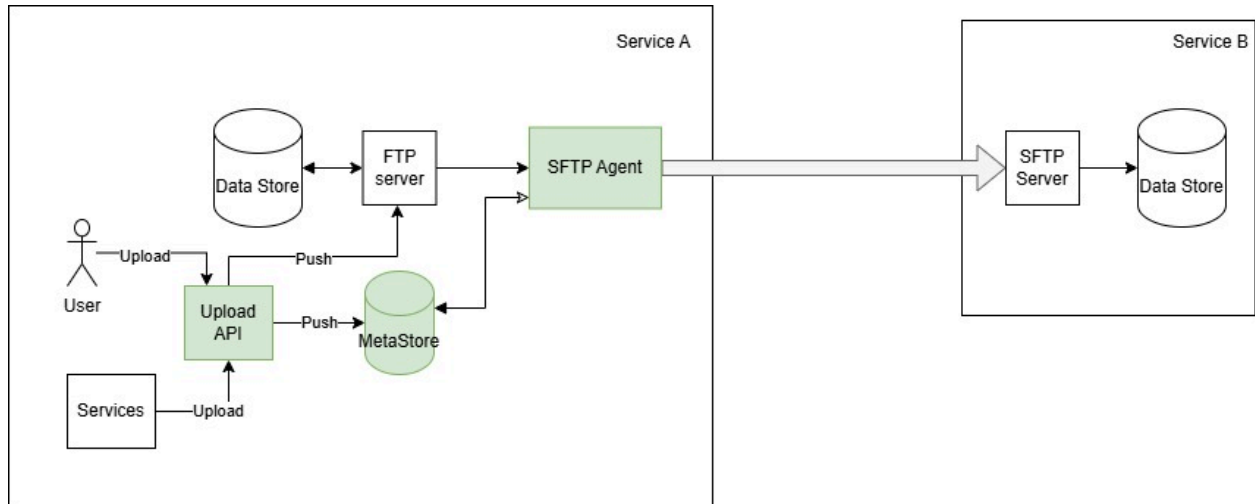 Service A
Service B
FTP
server
SFTP Agent
SFTP
Server
Data Store
Data Store
Upload
Push
User
Upload
API
Push
MetaStore
Services
Upload